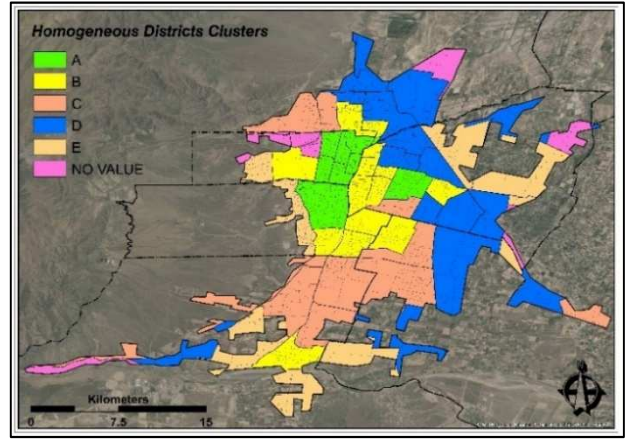 Homogeneous Districts Clusters
A
B
C
D
E
NO VALUE
Kilometers
0 7.5 15